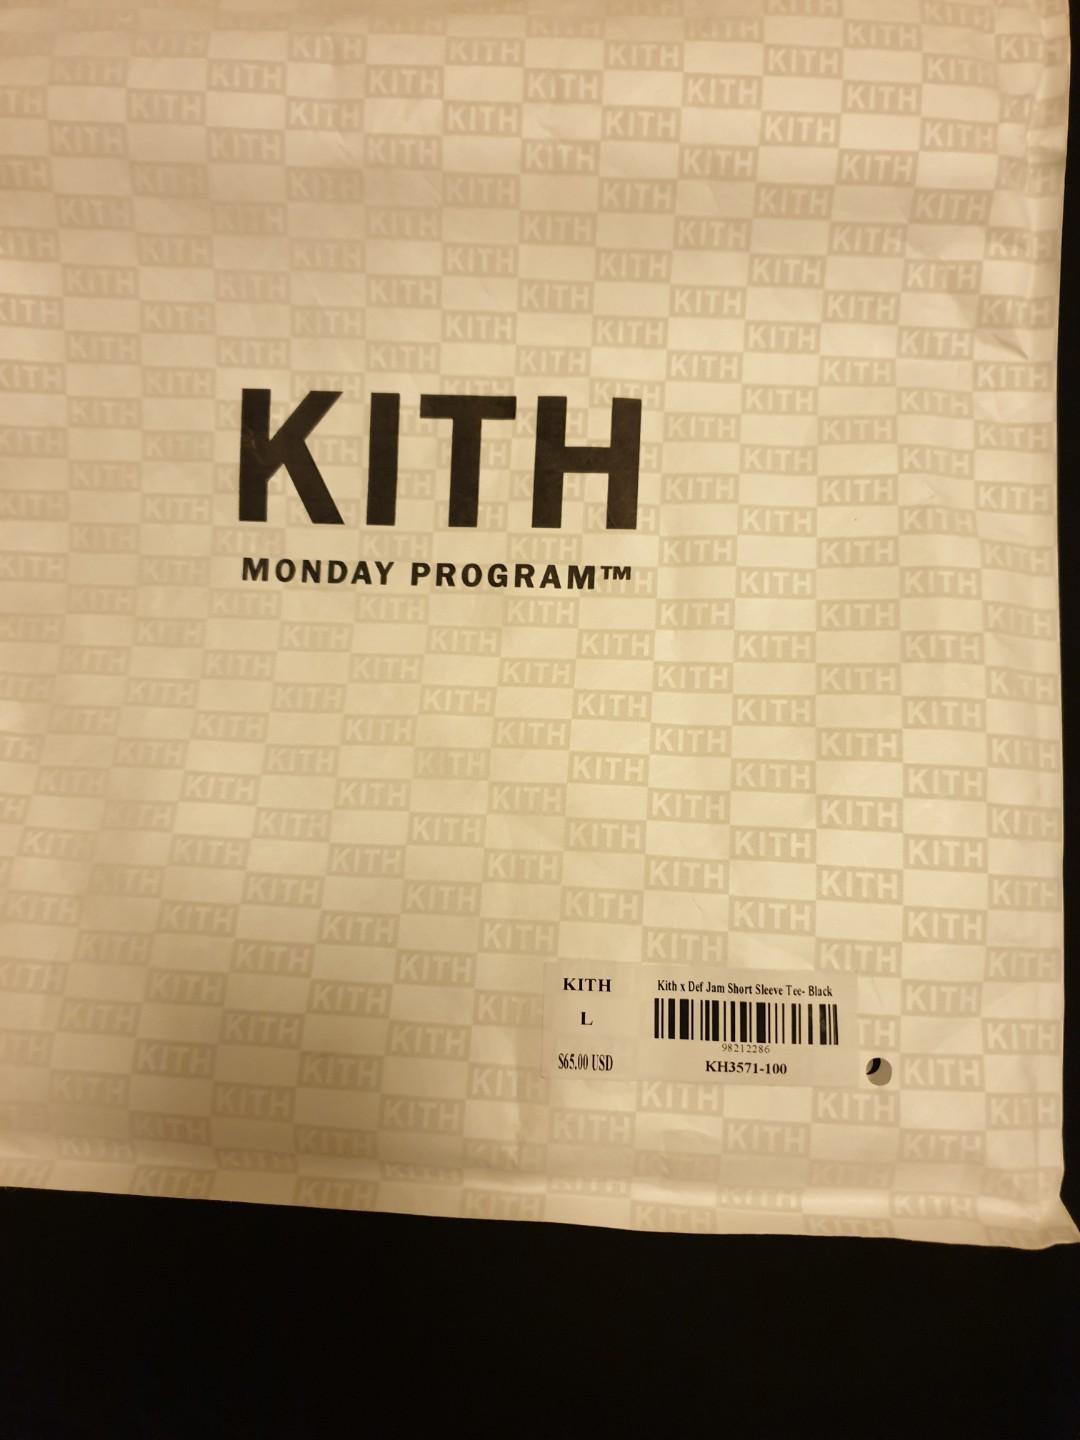 KITH
MONDAY PROGRAM™
KITH
L
$65.00 USD
Kith x Def Jam Short Sleeve Tee- Black
98212286
KH3571-100